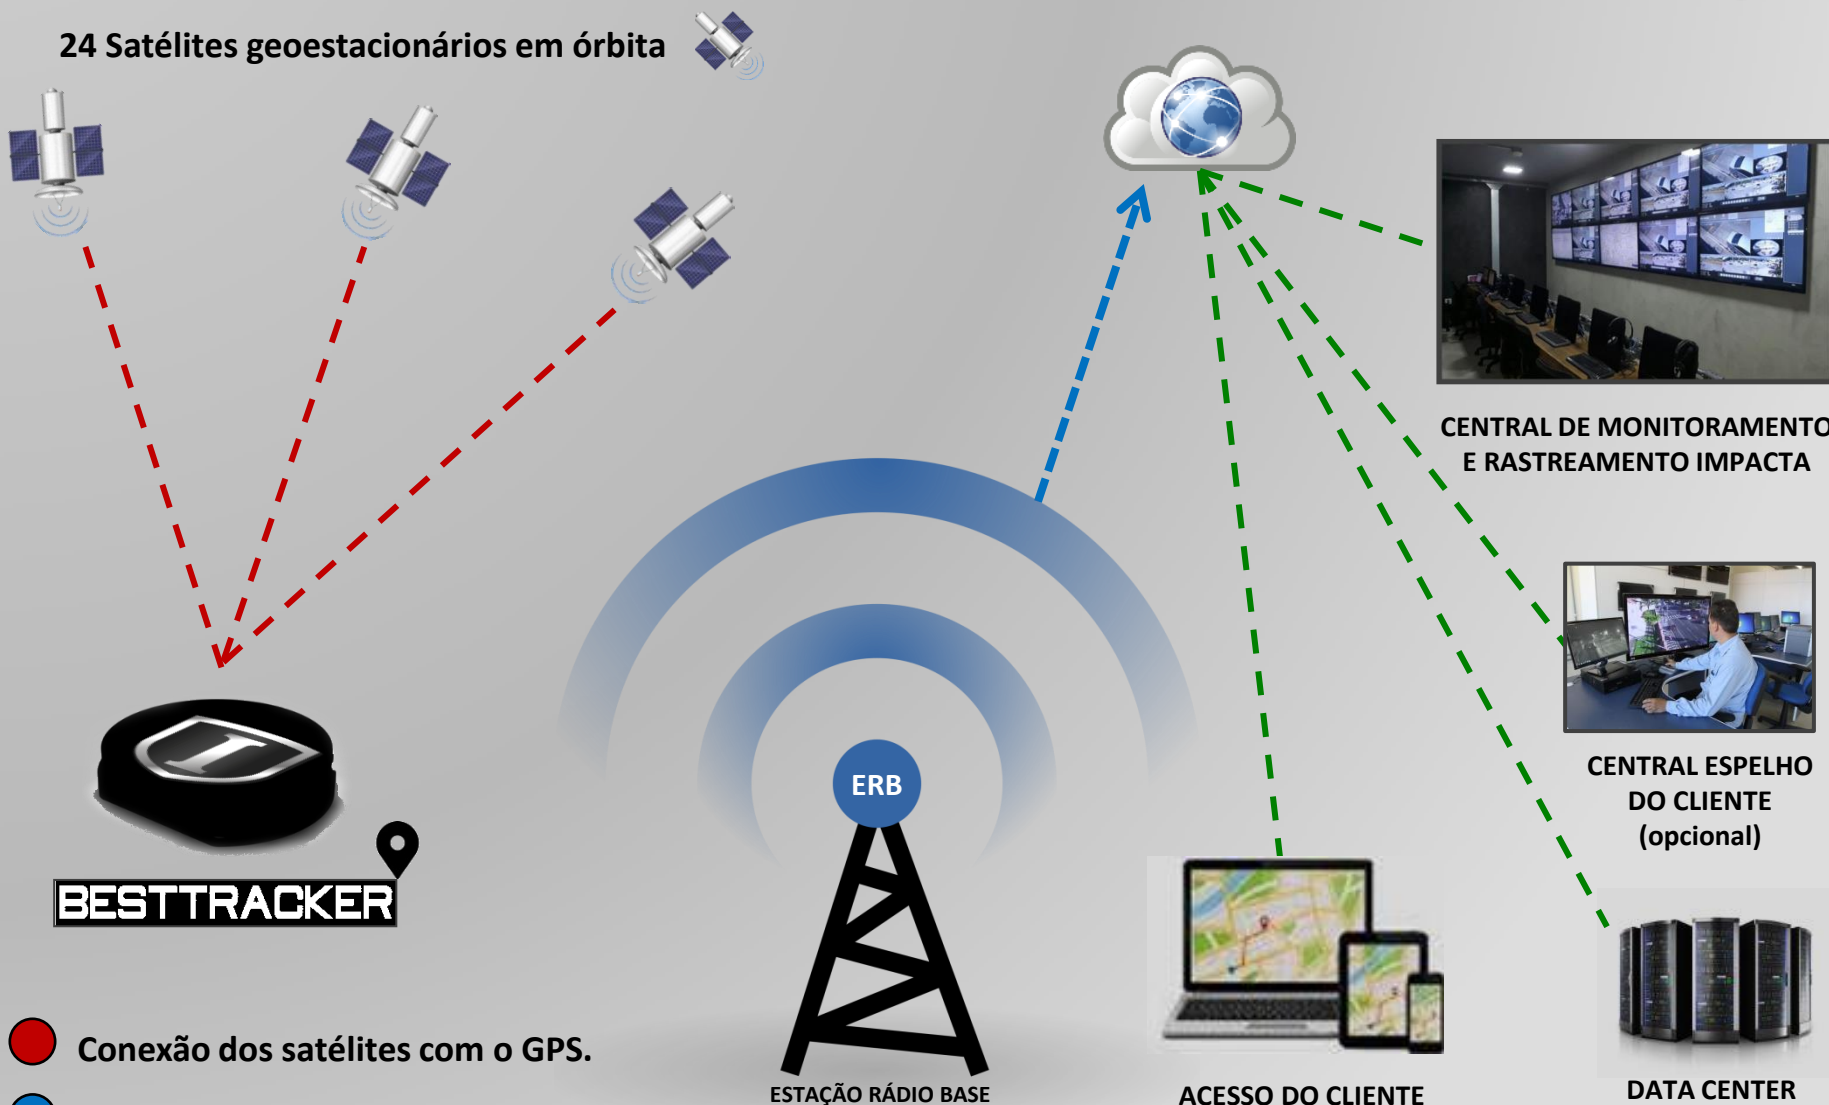 24 Satélites geoestacionários em órbita
CENTRAL DE MONITORAMENTO
E RASTREAMENTO IMPACTA
CENTRAL ESPELHO
DO CLIENTE
(opcional)
ERB
I
BESTTRACKER
Conexão dos satélites com o GPS.
ESTAÇÃO RÁDIO BASE
ACESSO DO CLIENTE
DATA CENTER